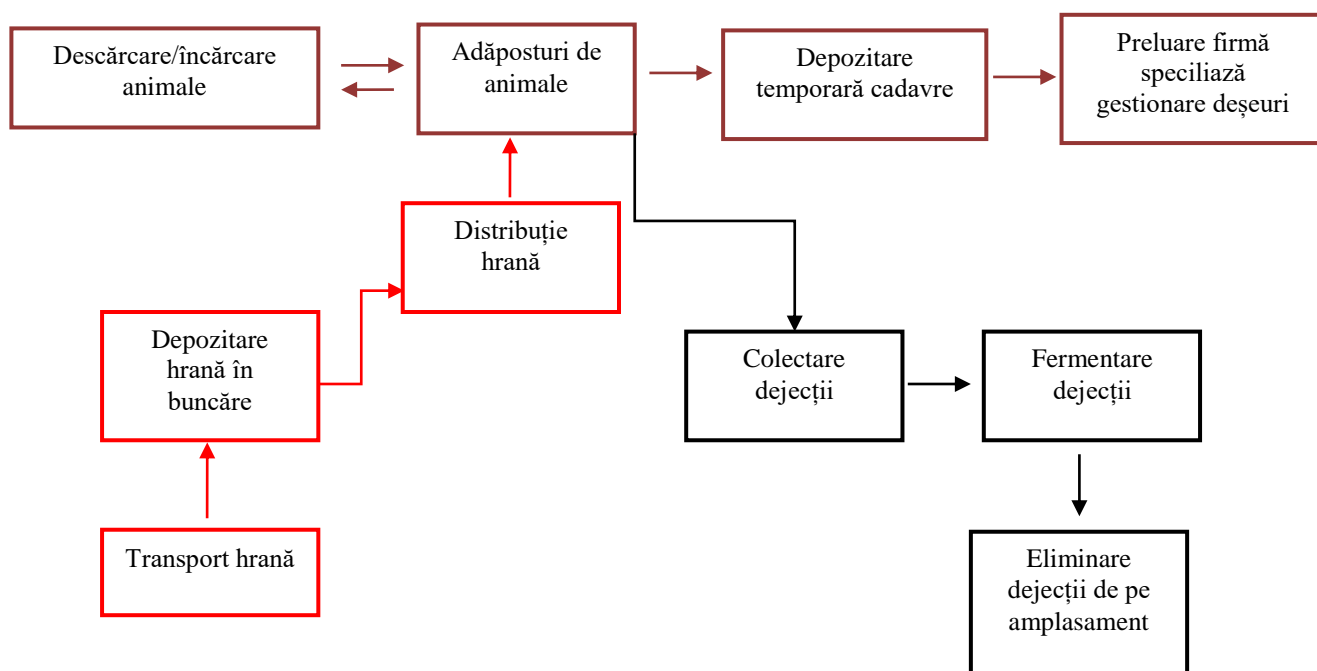 Descărcare/încărcare
animale
Adăposturi de
animale
Depozitare
temporară cadavre
Preluare firmă
speciliază
gestionare deșeuri
Distribuție
hrană
Depozitare
hrană în
buncăre
Colectare
dejecții
Fermentare
dejecții
Transport hrană
Eliminare
dejecții de pe
amplasament